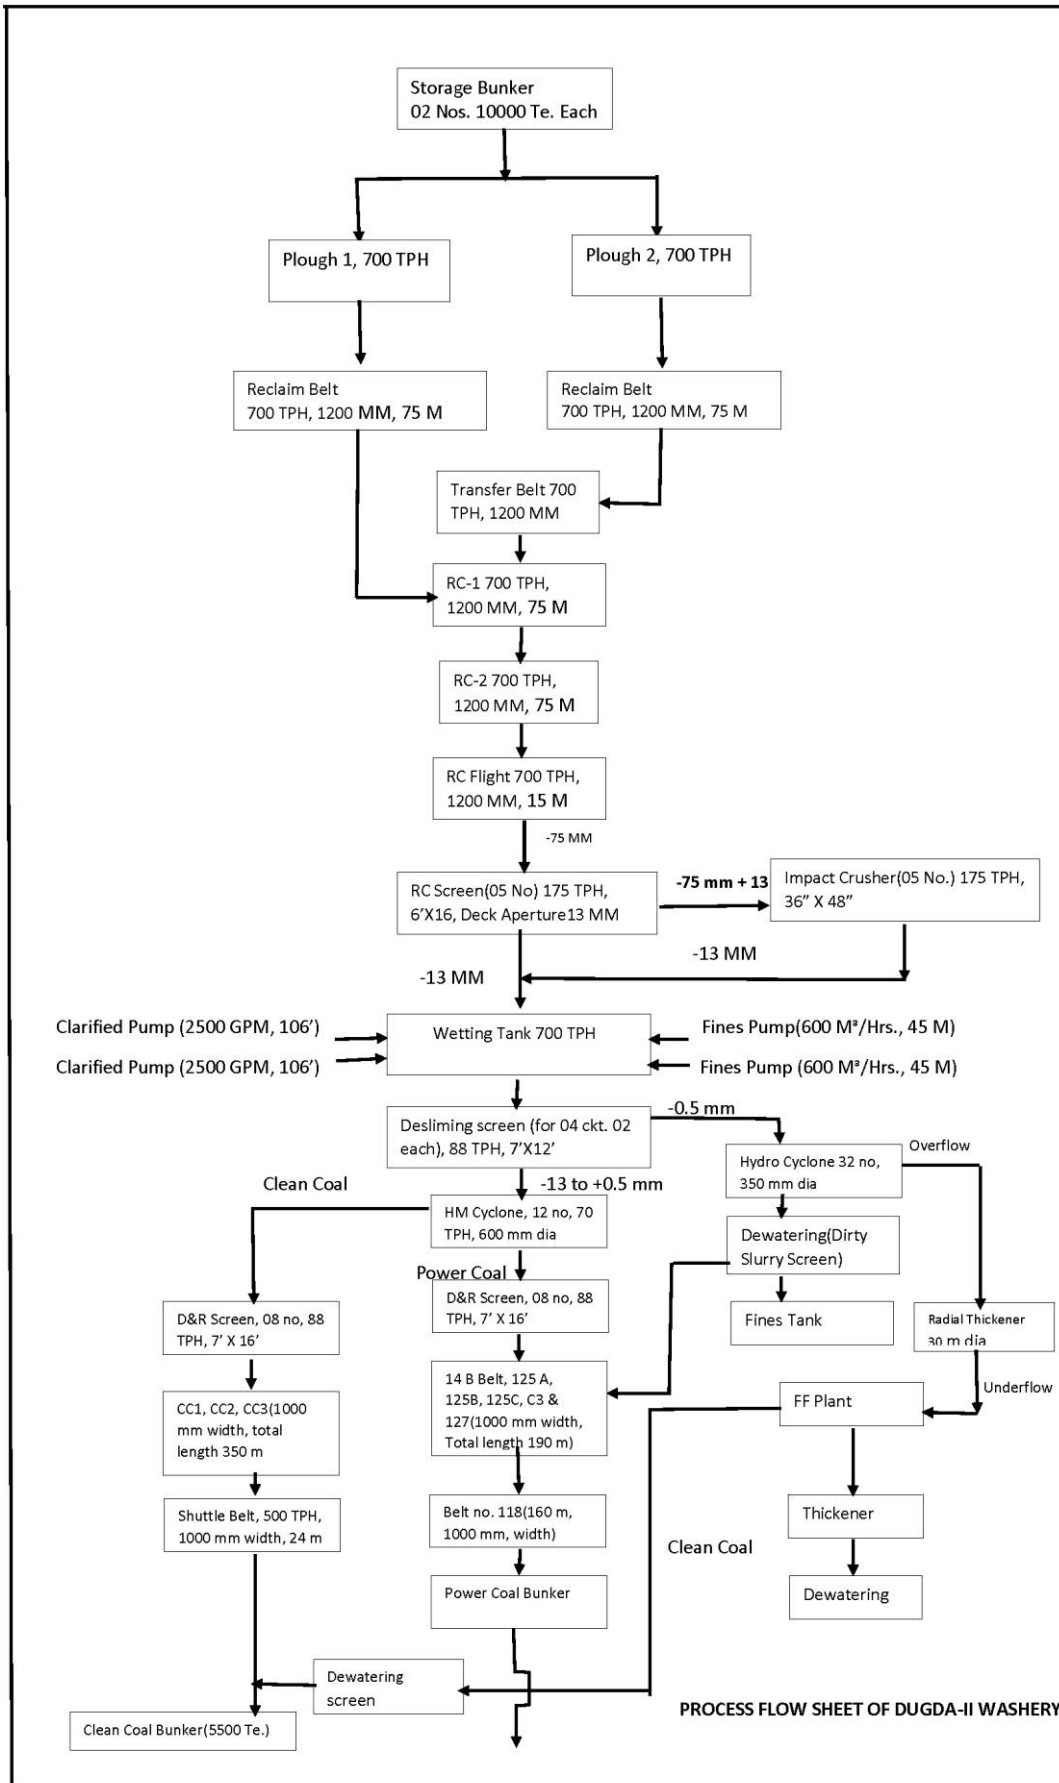 Storage Bunker
02 Nos. 10000 Te. Each
Plough 1, 700 TPH
Plough 2, 700 TPH
Reclaim Belt
700 TPH, 1200 MM, 75 M
Reclaim Belt
700 TPH, 1200 MM, 75 M
Transfer Belt 700
TPH, 1200 MM
RC-1 700 TPH,
1200 MM, 75 M
RC-2 700 TPH,
1200 MM, 75 M
RC Flight 700 TPH,
1200 MM, 15 M
-75 MM
RC Screen(05 No) 175 TPH,
6'X16, Deck Aperture13 MM
-75 mm + 13
Impact Crusher(05 No.) 175 TPH,
36" X 48"
-13 MM
-13 MM
Clarified Pump (2500 GPM, 106')
Clarified Pump (2500 GPM, 106')
Wetting Tank 700 TPH
Fines Pump(600 M³/Hrs., 45 M)
Fines Pump (600 M³/Hrs., 45 M)
Desliming screen (for 04 ckt. 02
each), 88 TPH, 7'X12'
-0.5 mm
Hydro Cyclone 32 no,
350 mm dia
Overflow
Clean Coal
-13 to +0.5 mm
HM Cyclone, 12 no, 70
TPH, 600 mm dia
Dewatering(Dirty
Slurry Screen)
Power Coal
D&R Screen, 08 no, 88
TPH, 7' X 16'
D&R Screen, 08 no, 88
TPH, 7' X 16'
Fines Tank
Radial Thickener
30 m dia
Underflow
14 B Belt, 125 A,
125B, 125C, C3 &
127(1000 mm width,
Total length 190 m)
CC1, CC2, CC3(1000
mm width, total
length 350 m
FF Plant
Shuttle Belt, 500 TPH,
1000 mm width, 24 m
Belt no. 118(160 m,
1000 mm, width)
Thickener
Clean Coal
Power Coal Bunker
Dewatering
Dewatering
screen
Clean Coal Bunker(5500 Te.)
PROCESS FLOW SHEET OF DUGDA-II WASHERY